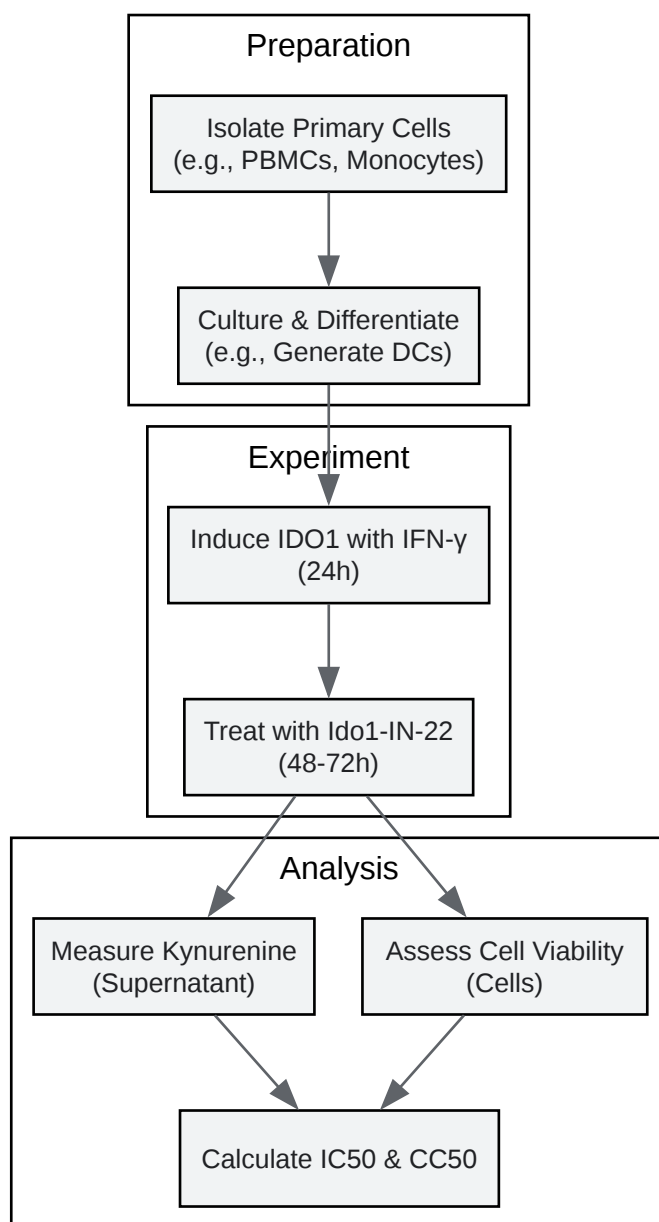 Preparation
Isolate Primary Cells
(e.g., PBMCs, Monocytes)
Culture & Differentiate
(e.g., Generate DCs)
Experiment
Induce IDO1 with IFN-γ
(24h)
Treat with Ido1-IN-22
(48-72h)
Analysis
Measure Kynurenine
(Supernatant)
Assess Cell Viability
(Cells)
Calculate IC50 & CC50